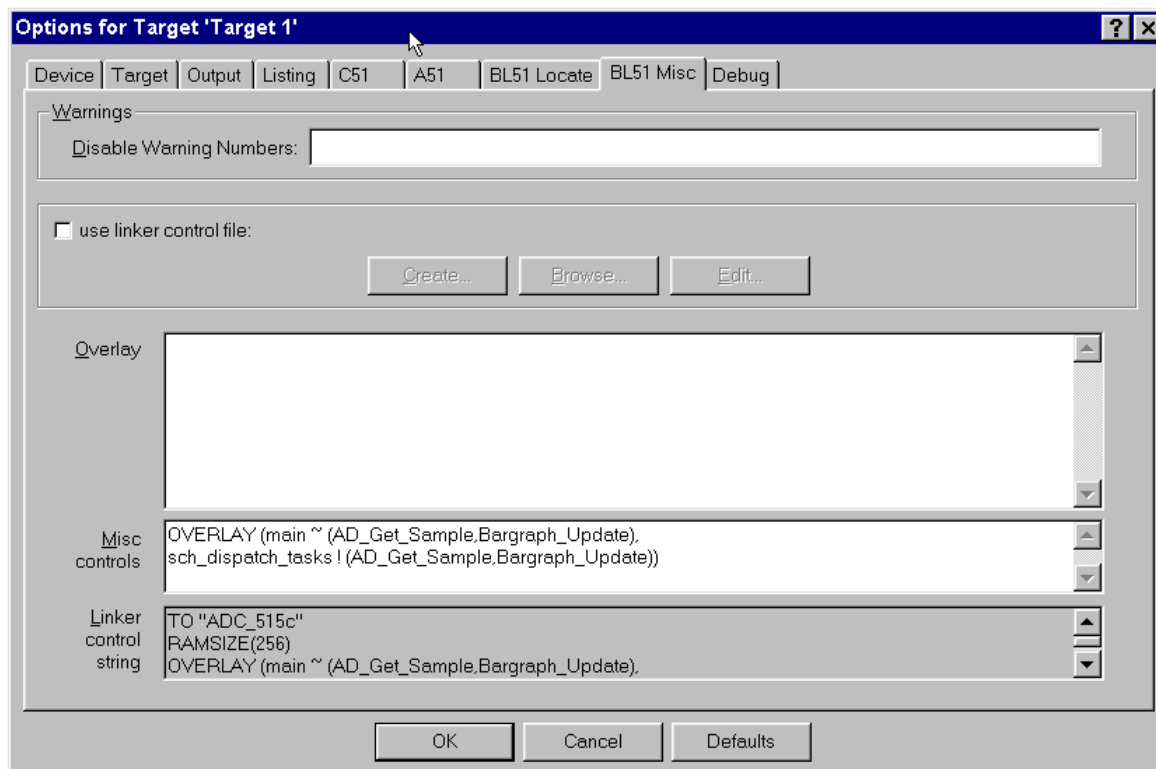 Options for Target 'Target 1'
Device Target Output Listing C51 A51 BL51 Locate BL51 Misc Debug
Warnings
Disable Warning Numbers:
use linker control file:
Create... Browse... Edit...
Overlay
Misc controls
OVERLAY (main ~ (AD_Get_Sample,Bargraph_Update),
sch_dispatch_tasks ! (AD_Get_Sample,Bargraph_Update))
Linker control string
TO "ADC_515c"
RAMSIZE(256)
OVERLAY (main ~ (AD_Get_Sample,Bargraph_Update),
OK Cancel Defaults